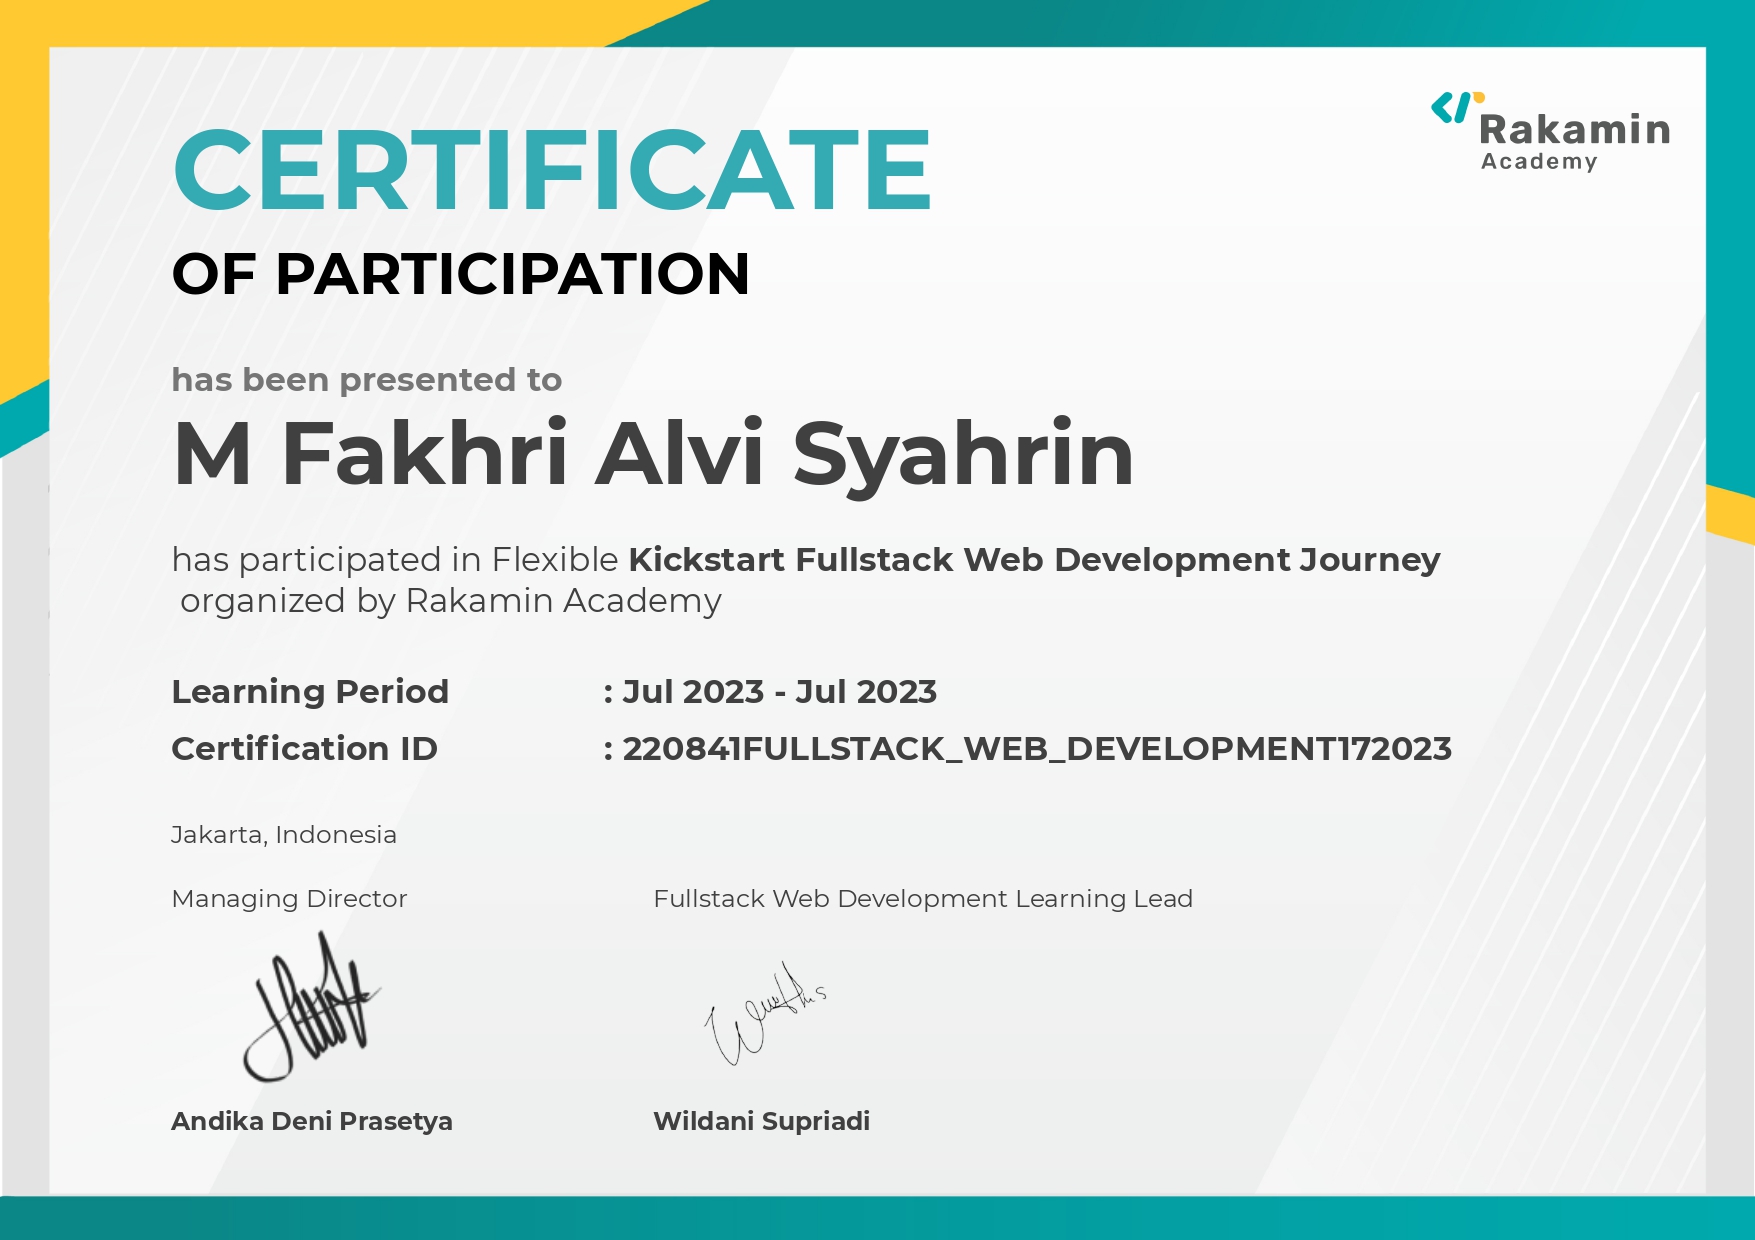 Rakamin
Academy
CERTIFICATE
OF PARTICIPATION
has been presented to
M Fakhri Alvi Syahrin
has participated in Flexible Kickstart Fullstack Web Development Journey
organized by Rakamin Academy
Learning Period : Jul 2023 - Jul 2023
Certification ID : 220841FULLSTACK_WEB_DEVELOPMENT172023
Jakarta, Indonesia
Managing Director
Fullstack Web Development Learning Lead
Andika Deni Prasetya
Wildani Supriadi